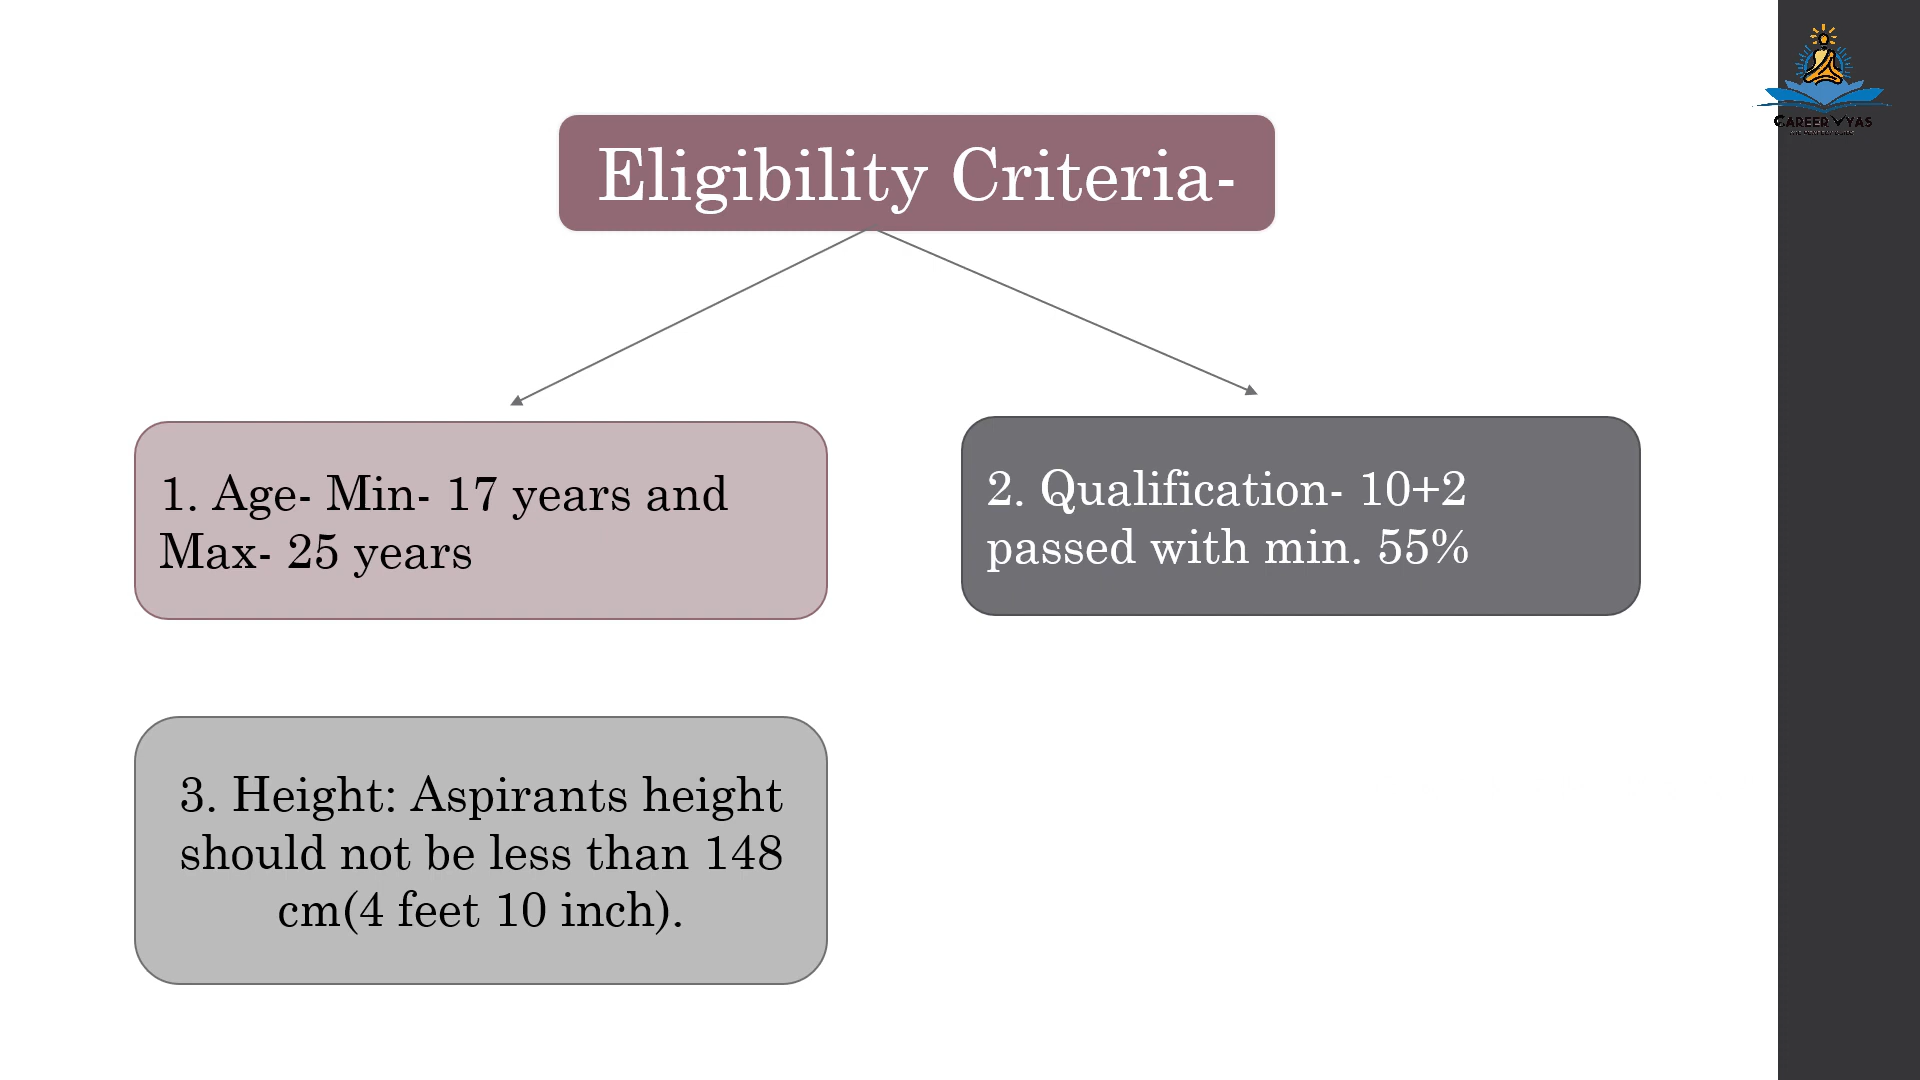 CAREER VYAS
Eligibility Criteria-
1. Age- Min- 17 years and
Max- 25 years
2. Qualification- 10+2
passed with min. 55%
3. Height: Aspirants height
should not be less than 148
cm(4 feet 10 inch).